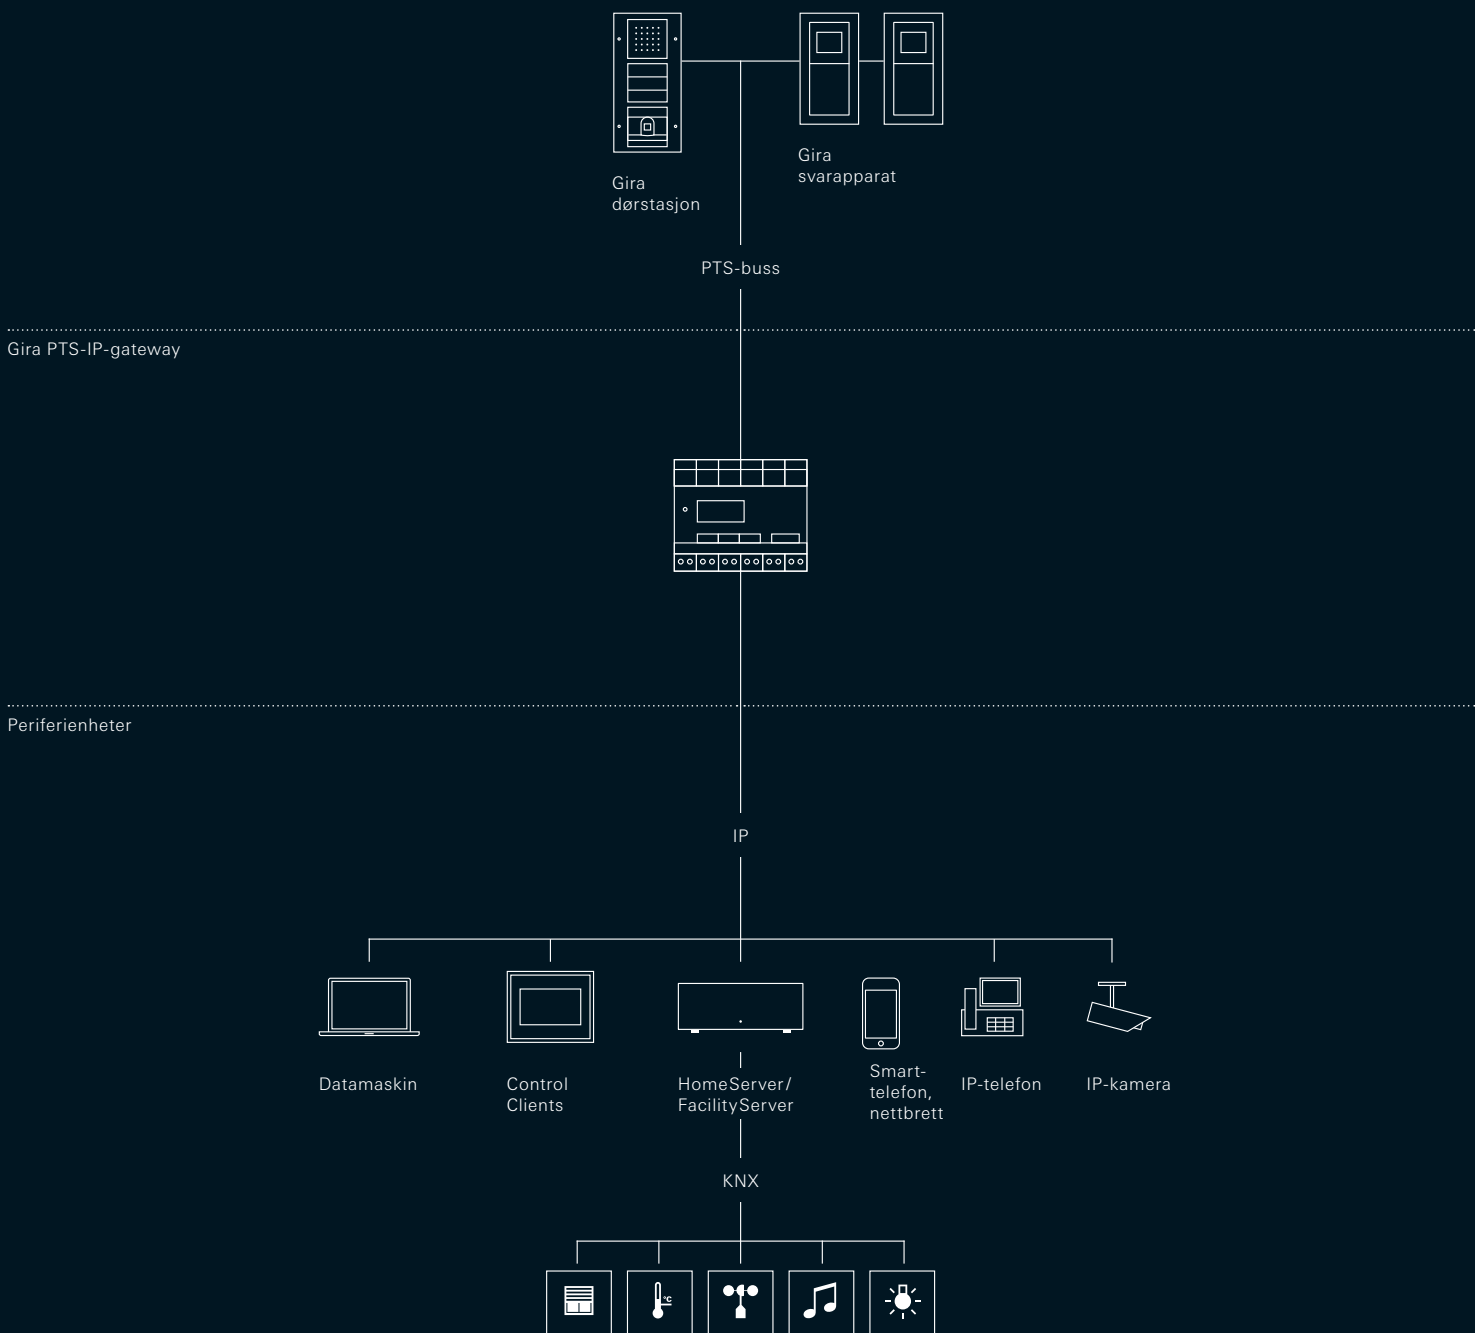 Gira
dørstasjon
Gira
svarapparat
PTS-buss
Gira PTS-IP-gateway
Periferienheter
IP
Datamaskin
Control
Clients
HomeServer/
FacilityServer
Smart-
telefon,
nettbrett
IP-telefon
IP-kamera
KNX
°C